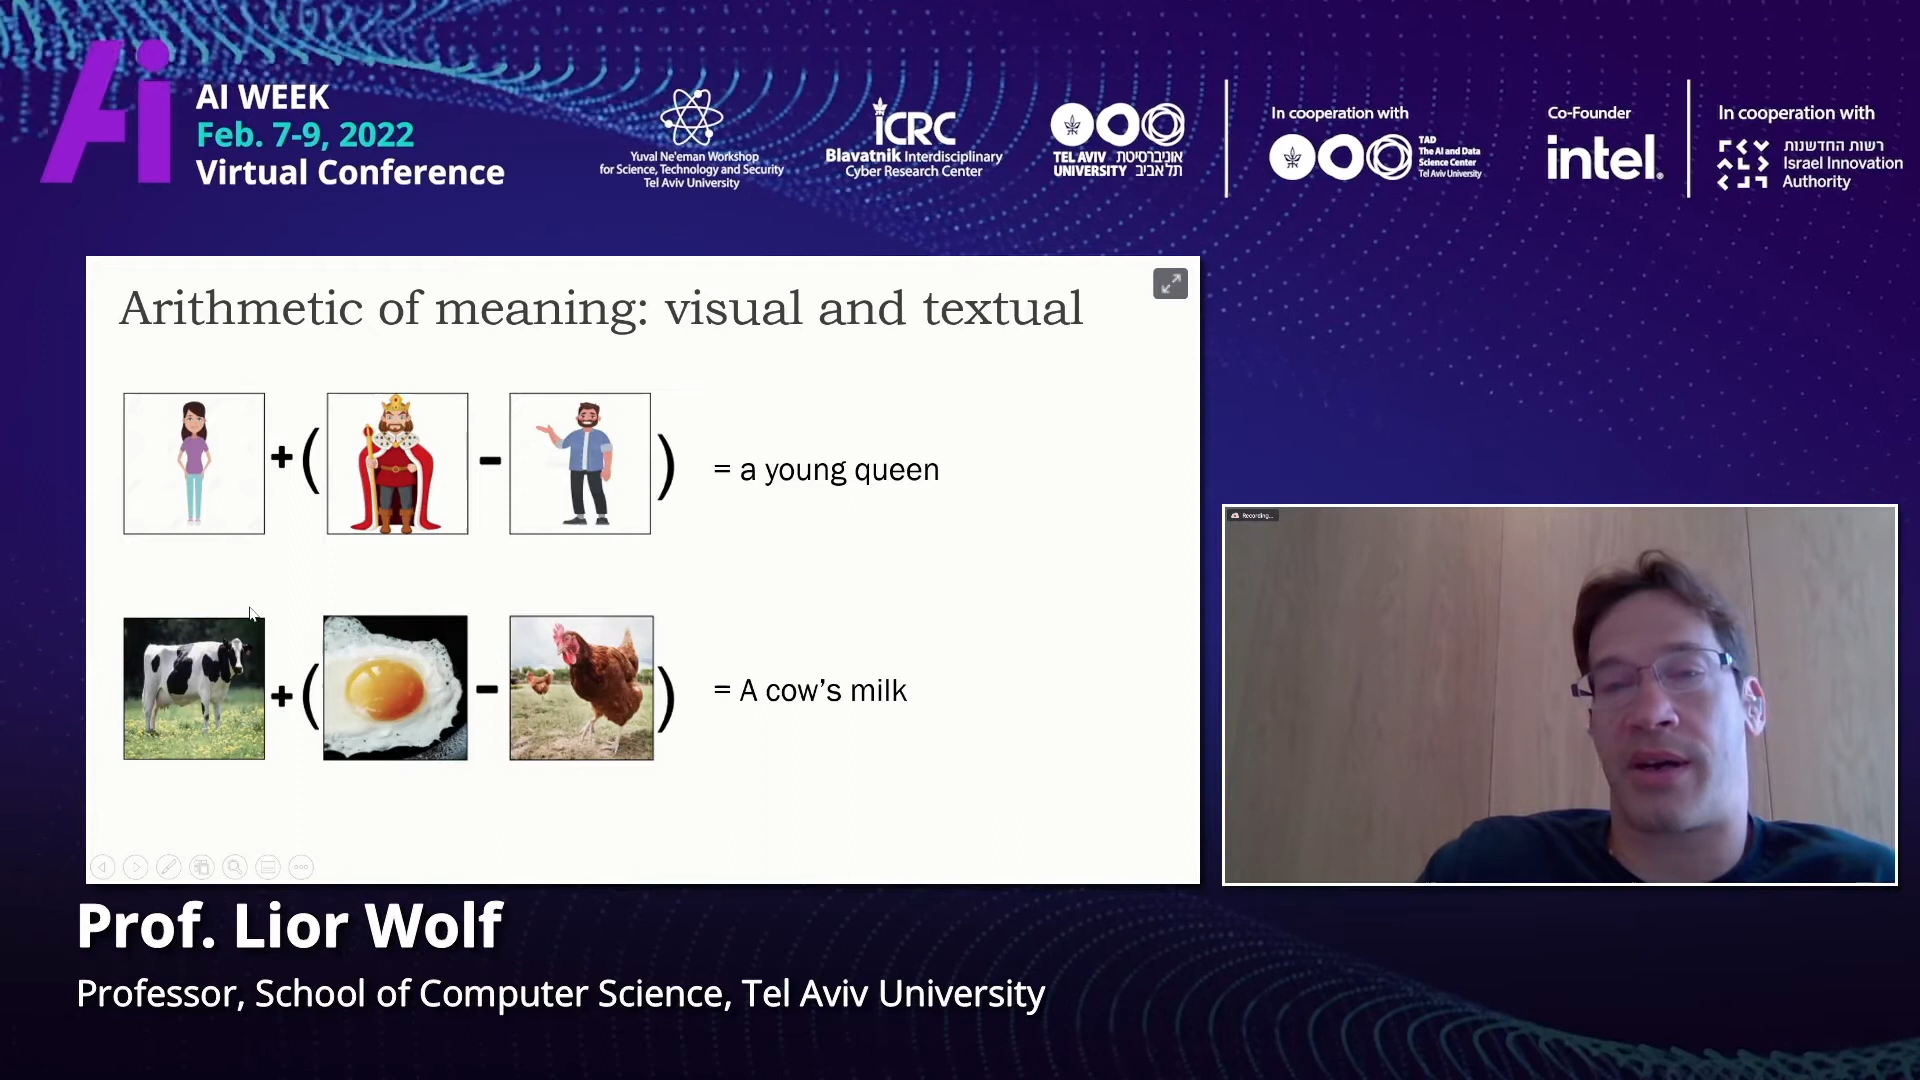 Ai
AI WEEK
Feb. 7-9, 2022
Virtual Conference
Yuval Ne'eman Workshop
for Science, Technology and Security
Tel Aviv University
iCRC
Blavatnik Interdisciplinary
Cyber Research Center
TEL AVIV אוניברסיטת
UNIVERSITY תל אביב
In cooperation with
TAD
The AI and Data
Science Center
Tel Aviv University
Co-Founder
intel.
In cooperation with
רשות החדשנות
Israel Innovation
Authority
Arithmetic of meaning: visual and textual
+ ( - ) = a young queen
+ ( - ) = A cow's milk
Recording...
Prof. Lior Wolf
Professor, School of Computer Science, Tel Aviv University